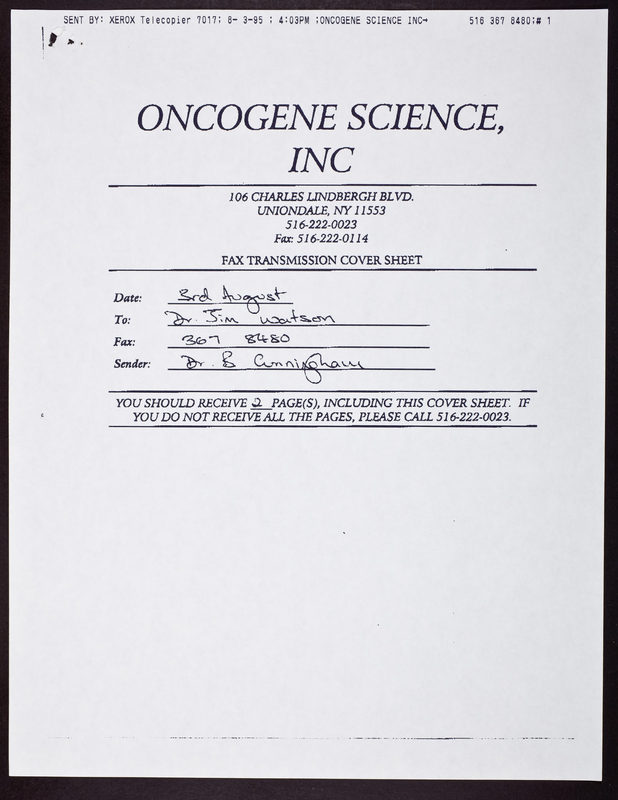 SENT BY: XEROX Telecopier 7017; 8- 3-95 ; 4:03PM ;ONCOGENE SCIENCE INC→ 516 367 8480;# 1
ONCOGENE SCIENCE,
INC
106 CHARLES LINDBERGH BLVD.
UNIONDALE, NY 11553
516-222-0023
Fax: 516-222-0114
FAX TRANSMISSION COVER SHEET
Date: 3rd August
To: Dr. Jim Watson
Fax: 367 8480
Sender: Dr. B Cunningham
YOU SHOULD RECEIVE 2 PAGE(S), INCLUDING THIS COVER SHEET. IF
YOU DO NOT RECEIVE ALL THE PAGES, PLEASE CALL 516-222-0023.